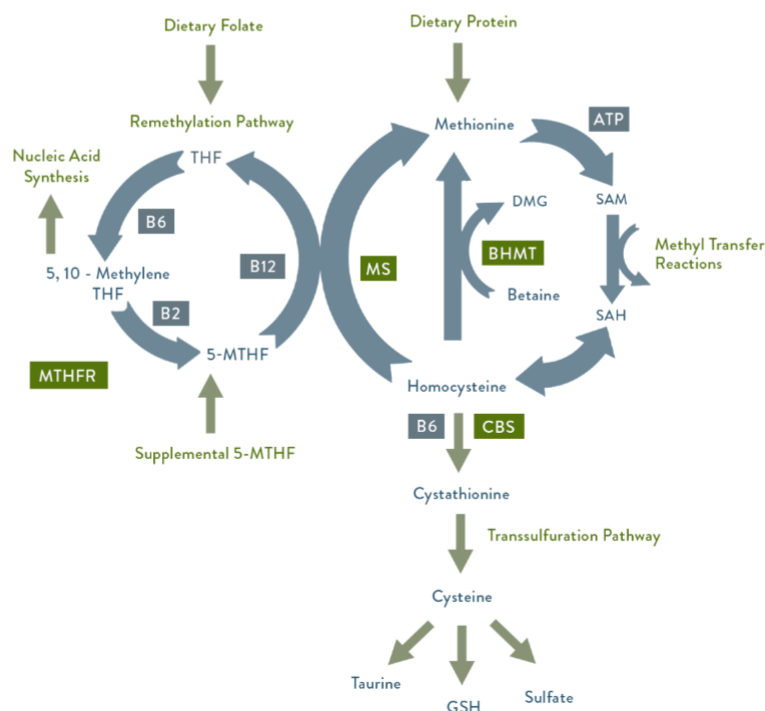 Dietary Folate
Dietary Protein
Remethylation Pathway
Methionine
ATP
Nucleic Acid
Synthesis
THF
B6
DMG
SAM
B12
MS
BHMT
Methyl Transfer
Reactions
5, 10 - Methylene
THF
Betaine
B2
SAH
5-MTHF
MTHFR
Homocysteine
B6
CBS
Supplemental 5-MTHF
Cystathionine
Transsulfuration Pathway
Cysteine
Taurine
GSH
Sulfate